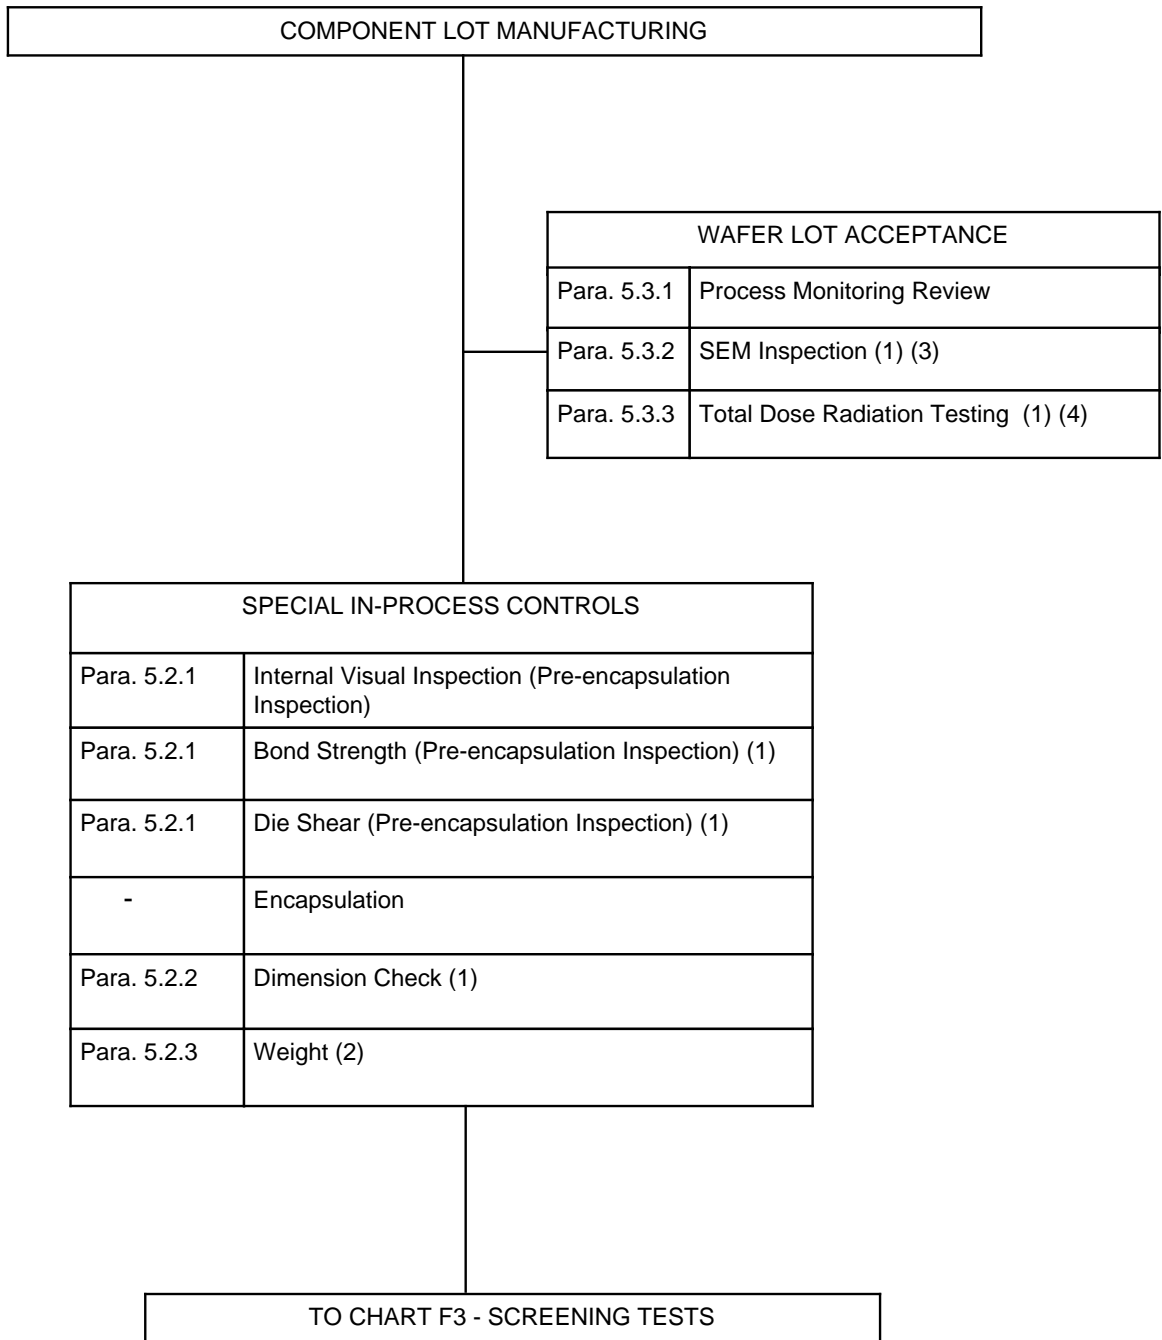 COMPONENT LOT MANUFACTURING
WAFER LOT ACCEPTANCE
Para. 5.3.1 Process Monitoring Review
Para. 5.3.2 SEM Inspection (1) (3)
Para. 5.3.3 Total Dose Radiation Testing (1) (4)
SPECIAL IN-PROCESS CONTROLS
Para. 5.2.1 Internal Visual Inspection (Pre-encapsulation
Inspection)
Para. 5.2.1 Bond Strength (Pre-encapsulation Inspection) (1)
Para. 5.2.1 Die Shear (Pre-encapsulation Inspection) (1)
- Encapsulation
Para. 5.2.2 Dimension Check (1)
Para. 5.2.3 Weight (2)
TO CHART F3 - SCREENING TESTS